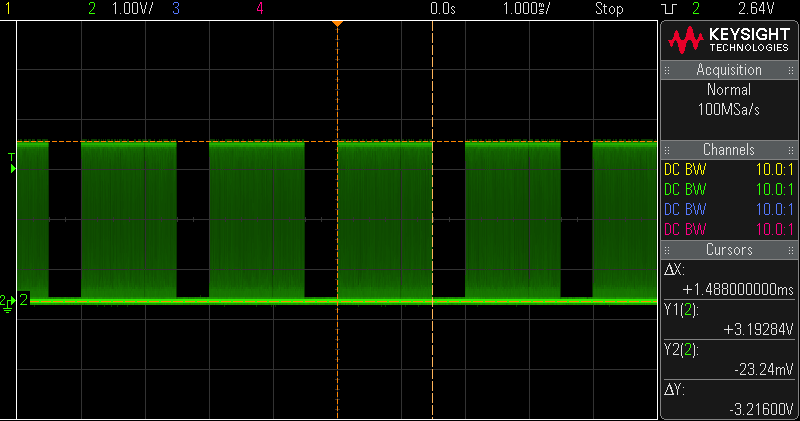 1 2 1.00V/ 3 4 0.0s 1.000ms/ Stop 2 2.64V
KEYSIGHT
TECHNOLOGIES
Acquisition
Normal
100MSa/s
Channels
DC BW 10.0:1
DC BW 10.0:1
DC BW 10.0:1
DC BW 10.0:1
Cursors
ΔX:
+1.488000000ms
Y1(2):
+3.19284V
Y2(2):
-23.24mV
ΔY:
-3.21600V
T
2 2